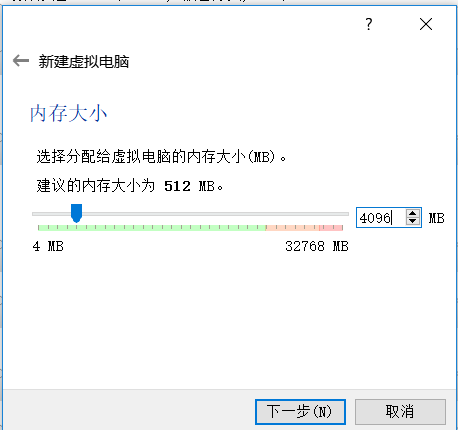 ?
新建虚拟电脑
内存大小
选择分配给虚拟电脑的内存大小(MB)。
建议的内存大小为 512 MB。
4096 MB
4 MB 32768 MB
下一步(N) 取消